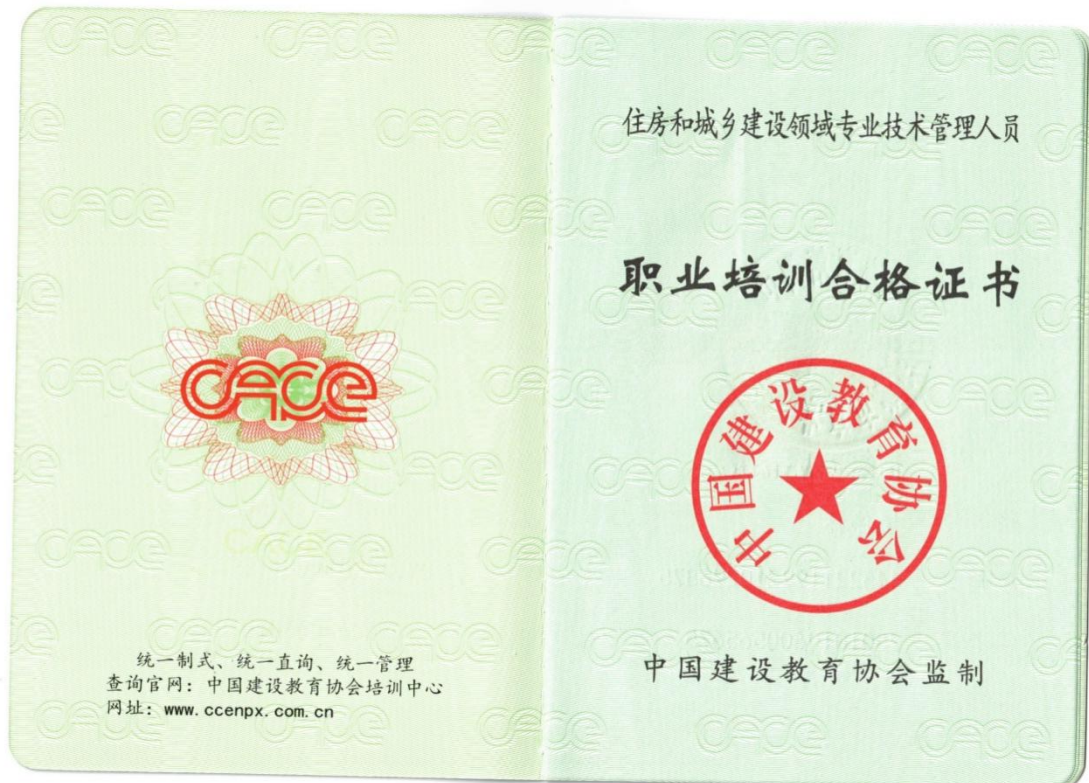 CACE
统一制式、统一直询、统一管理
查询官网：中国建设教育协会培训中心
网址：www.ccenpx.com.cn
住房和城乡建设领域专业技术管理人员
职业培训合格证书
中国建设教育协会
中国建设教育协会监制